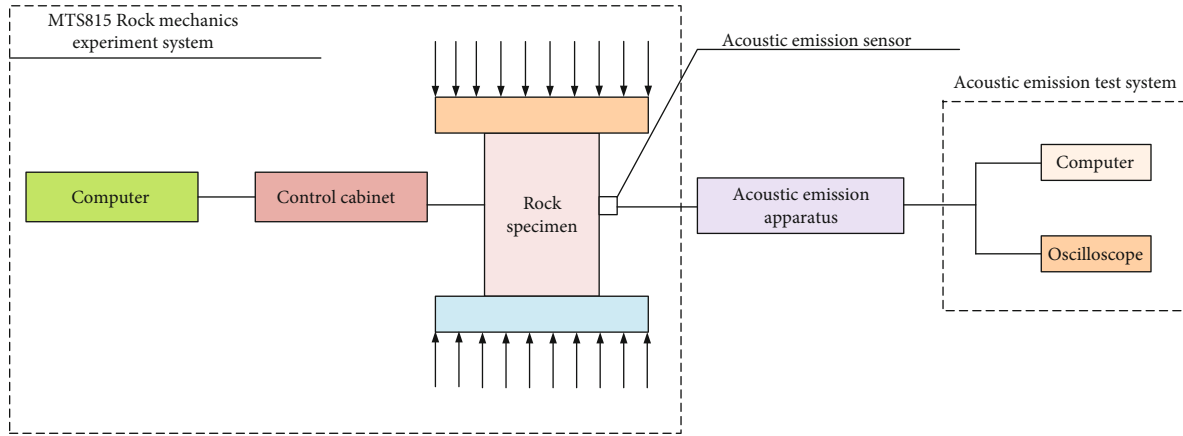 MTS815 Rock mechanics
experiment system
Acoustic emission sensor
Acoustic emission test system
Computer
Control cabinet
Rock
specimen
Acoustic emission
apparatus
Computer
Oscilloscope